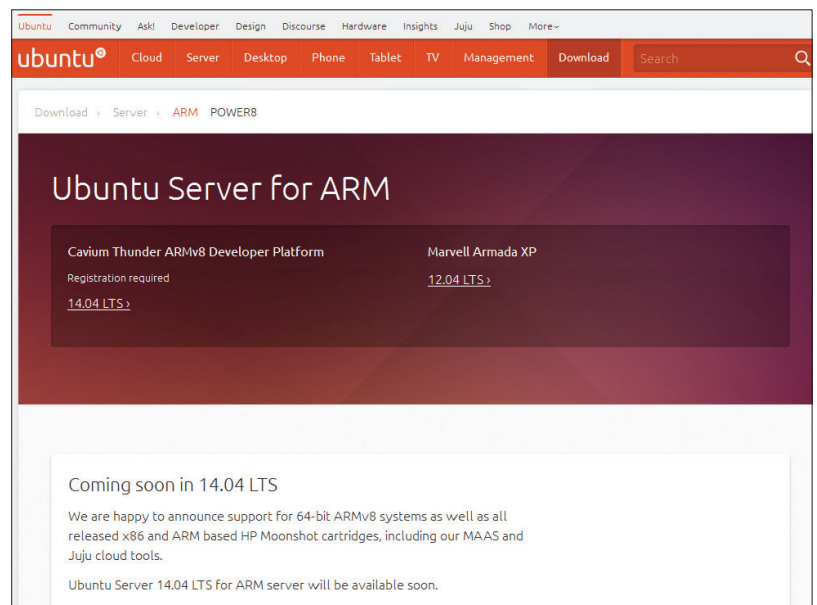 Ubuntu Community Ask! Developer Design Discourse Hardware Insights Juju Shop More
ubuntu® Cloud Server Desktop Phone Tablet TV Management Download Search
Download › Server › ARM POWER8
Ubuntu Server for ARM
Cavium Thunder ARMv8 Developer Platform
Registration required
14.04 LTS ›
Marvell Armada XP
12.04 LTS ›
Coming soon in 14.04 LTS
We are happy to announce support for 64-bit ARMv8 systems as well as all
released x86 and ARM based HP Moonshot cartridges, including our MAAS and
Juju cloud tools.
Ubuntu Server 14.04 LTS for ARM server will be available soon.